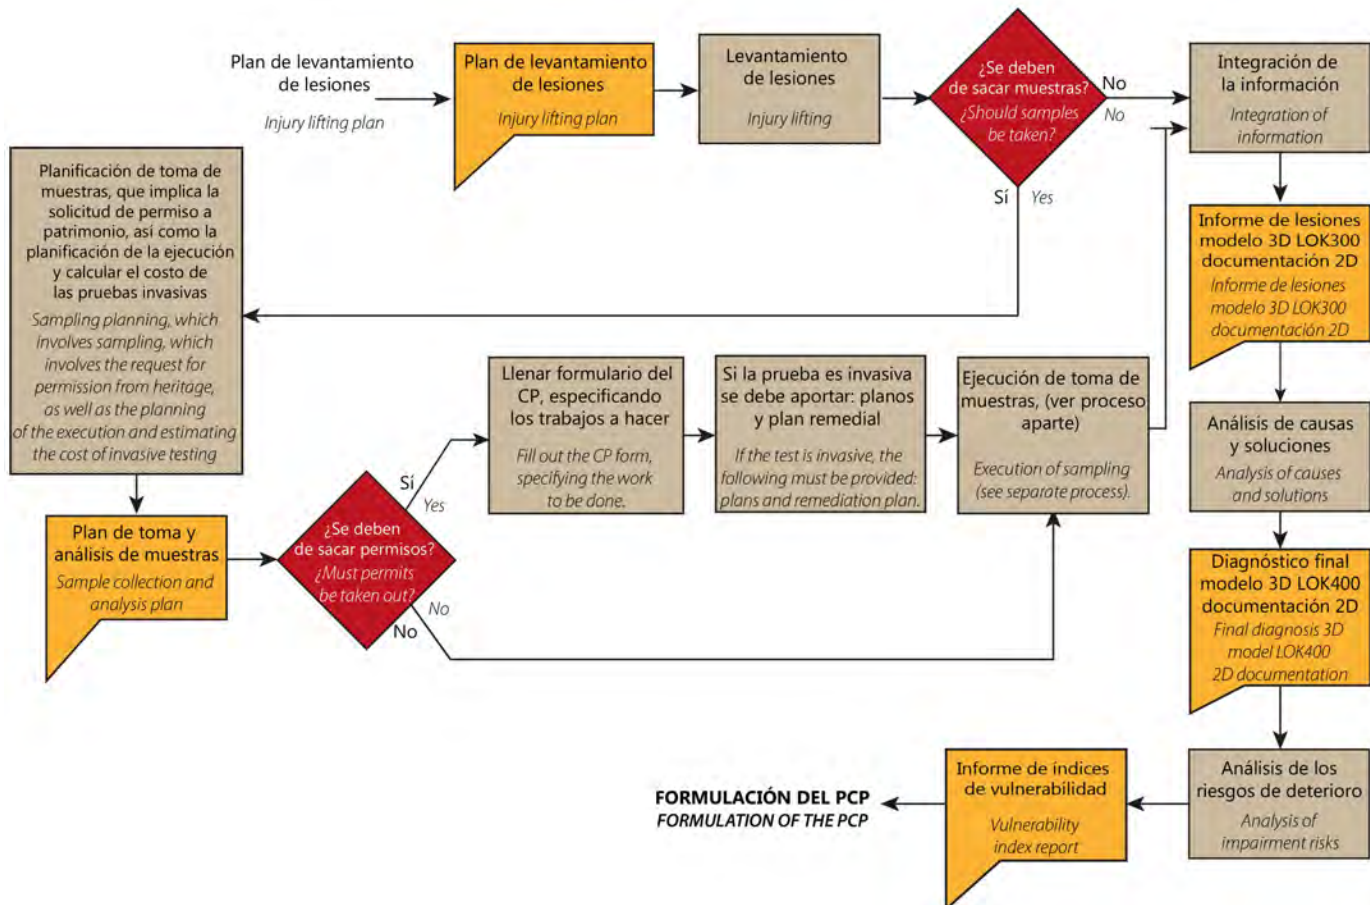 Plan de levantamiento
de lesiones
Injury lifting plan
Plan de levantamiento
de lesiones
Injury lifting plan
Levantamiento
de lesiones
Injury lifting
¿Se deben
de sacar muestras?
¿Should samples
be taken?
No
No
Sí
Yes
Integración de
la información
Integration of
information
Planificación de toma de
muestras, que implica la
solicitud de permiso a
patrimonio, así como la
planificación de la ejecución
y calcular el costo de
las pruebas invasivas
Sampling planning, which
involves sampling, which
involves the request for
permission from heritage,
as well as the planning
of the execution and estimating
the cost of invasive testing
Informe de lesiones
modelo 3D LOK300
documentación 2D
Informe de lesiones
modelo 3D LOK300
documentación 2D
Llenar formulario del
CP, especificando
los trabajos a hacer
Fill out the CP form,
specifying the work
to be done.
Si la prueba es invasiva
se debe aportar: planos
y plan remedial
If the test is invasive, the
following must be provided:
plans and remediation plan.
Ejecución de toma de
muestras, (ver proceso
aparte)
Execution of sampling
(see separate process).
Análisis de causas
y soluciones
Analysis of causes
and solutions
Plan de toma y
análisis de muestras
Sample collection and
analysis plan
Sí
Yes
¿Se deben
de sacar permisos?
¿Must permits
be taken out?
No
No
Diagnóstico final
modelo 3D LOK400
documentación 2D
Final diagnosis 3D
model LOK400
2D documentation
FORMULACIÓN DEL PCP
FORMULATION OF THE PCP
Informe de índices
de vulnerabilidad
Vulnerability
index report
Análisis de los
riesgos de deterioro
Analysis of
impairment risks